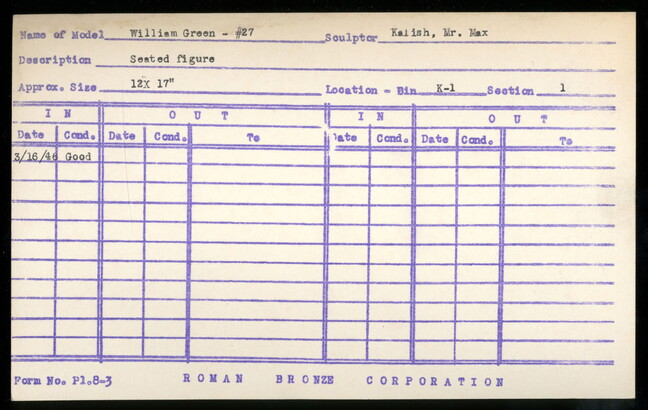 Name of Model William Green - #27 Sculptor Kalish, Mr. Max
Description Seated figure
Approx. Size 12X 17" Location - Bin K-1 Section 1
IN OUT IN OUT
Date Cond. Date Cond. To Date Cond. Date Cond. To
3/16/46 Good
Form No. Pl.8-3 ROMAN BRONZE CORPORATION